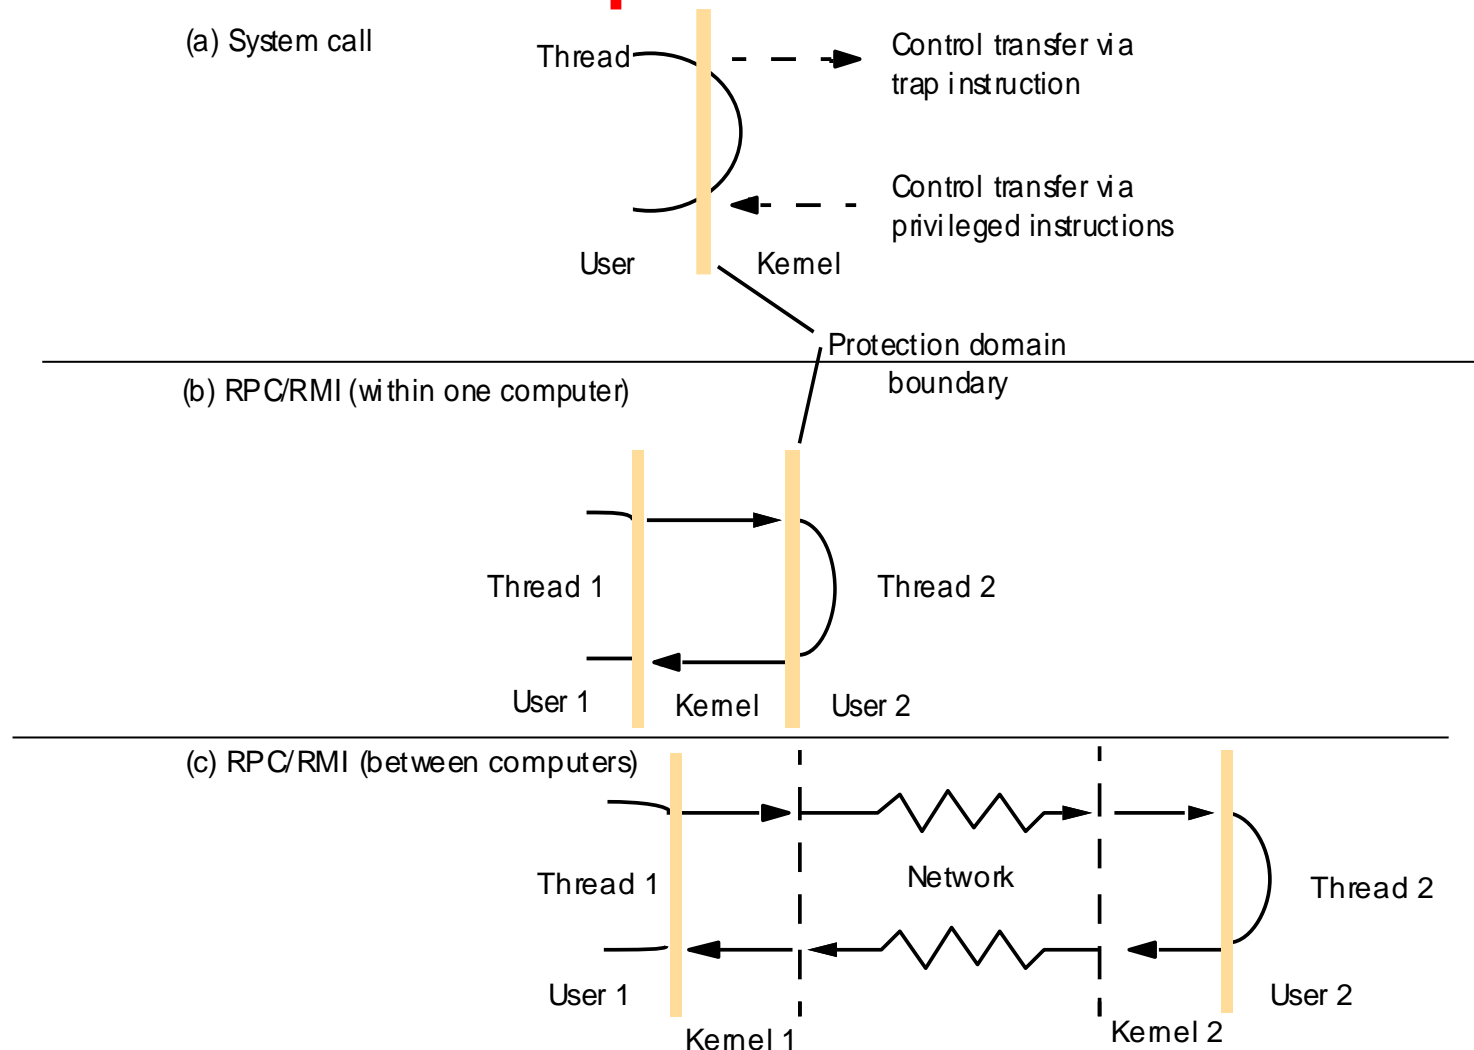 (a) System call
Thread
Control transfer via
trap instruction
Control transfer via
privileged instructions
User
Kernel
Protection domain
boundary
(b) RPC/RMI (within one computer)
Thread 1
Thread 2
User 1
Kernel
User 2
(c) RPC/RMI (between computers)
Network
Thread 1
Thread 2
User 1
User 2
Kernel 1
Kernel 2